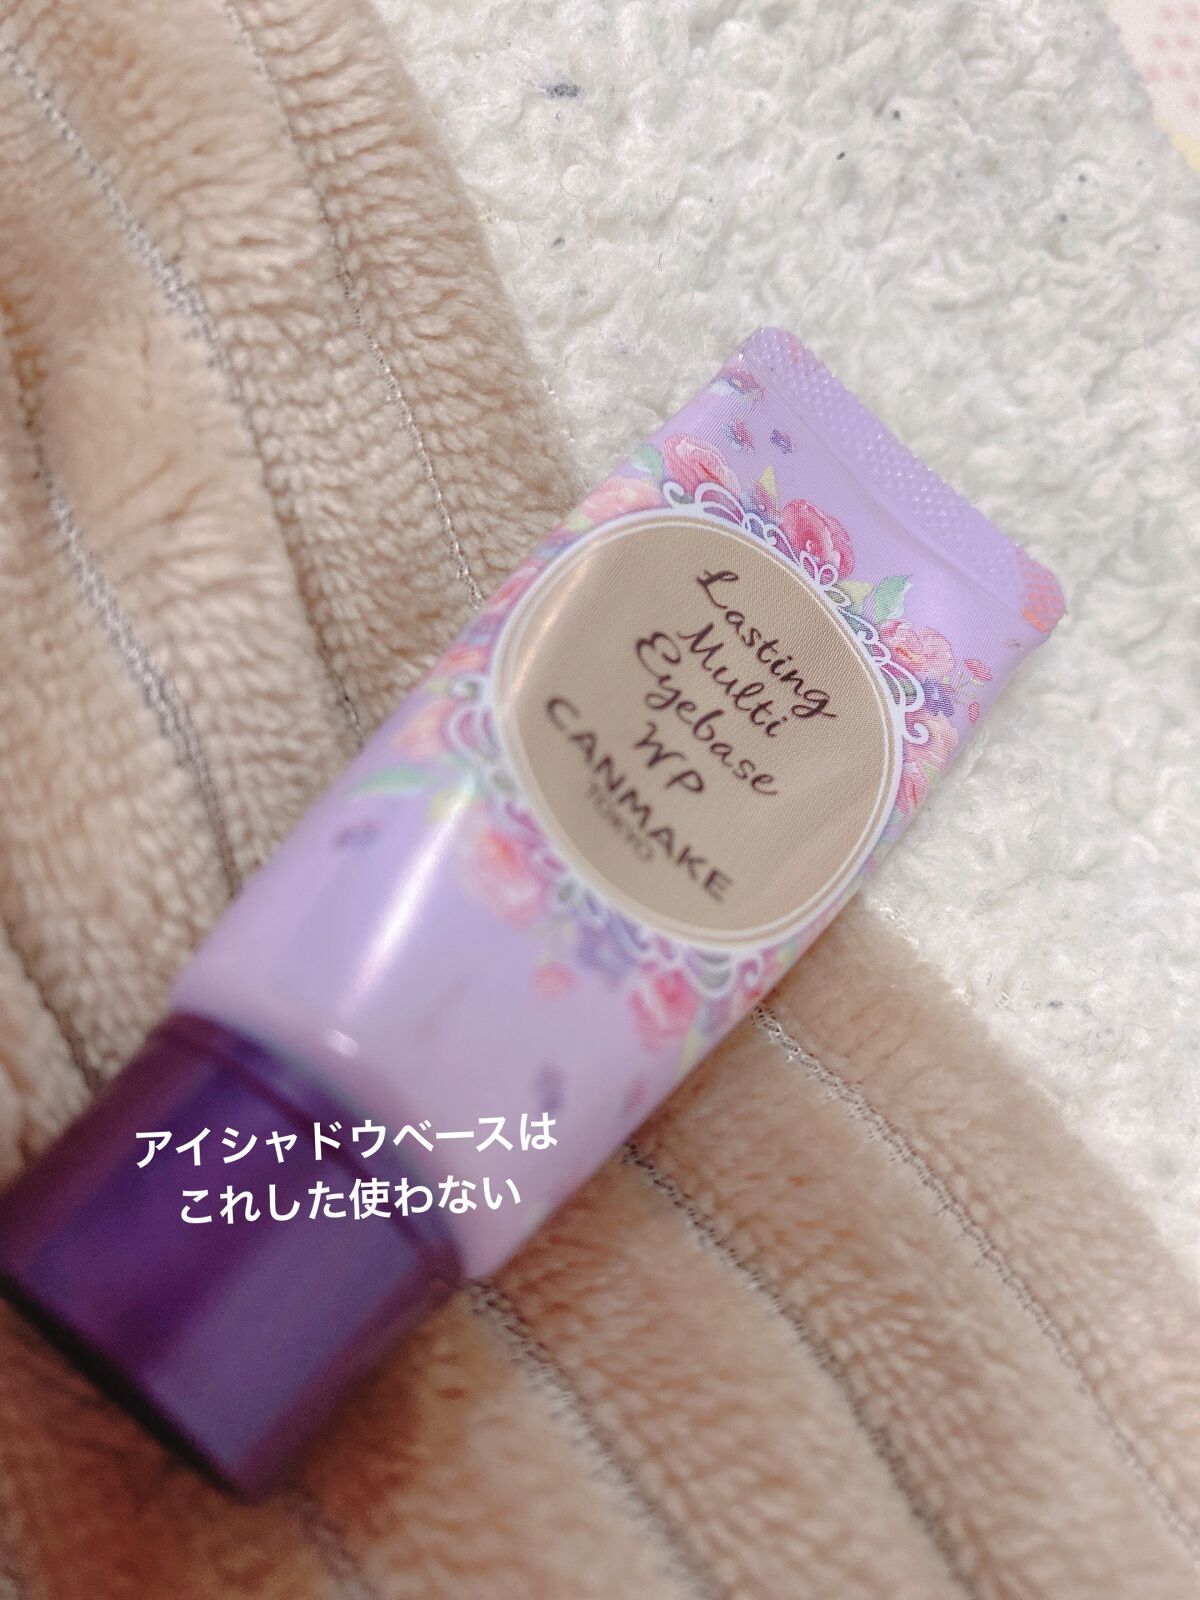 Lasting
Multi
Eyebase
WP
CANMAKE
TOKYO
アイシャドウベースは
これした使わない